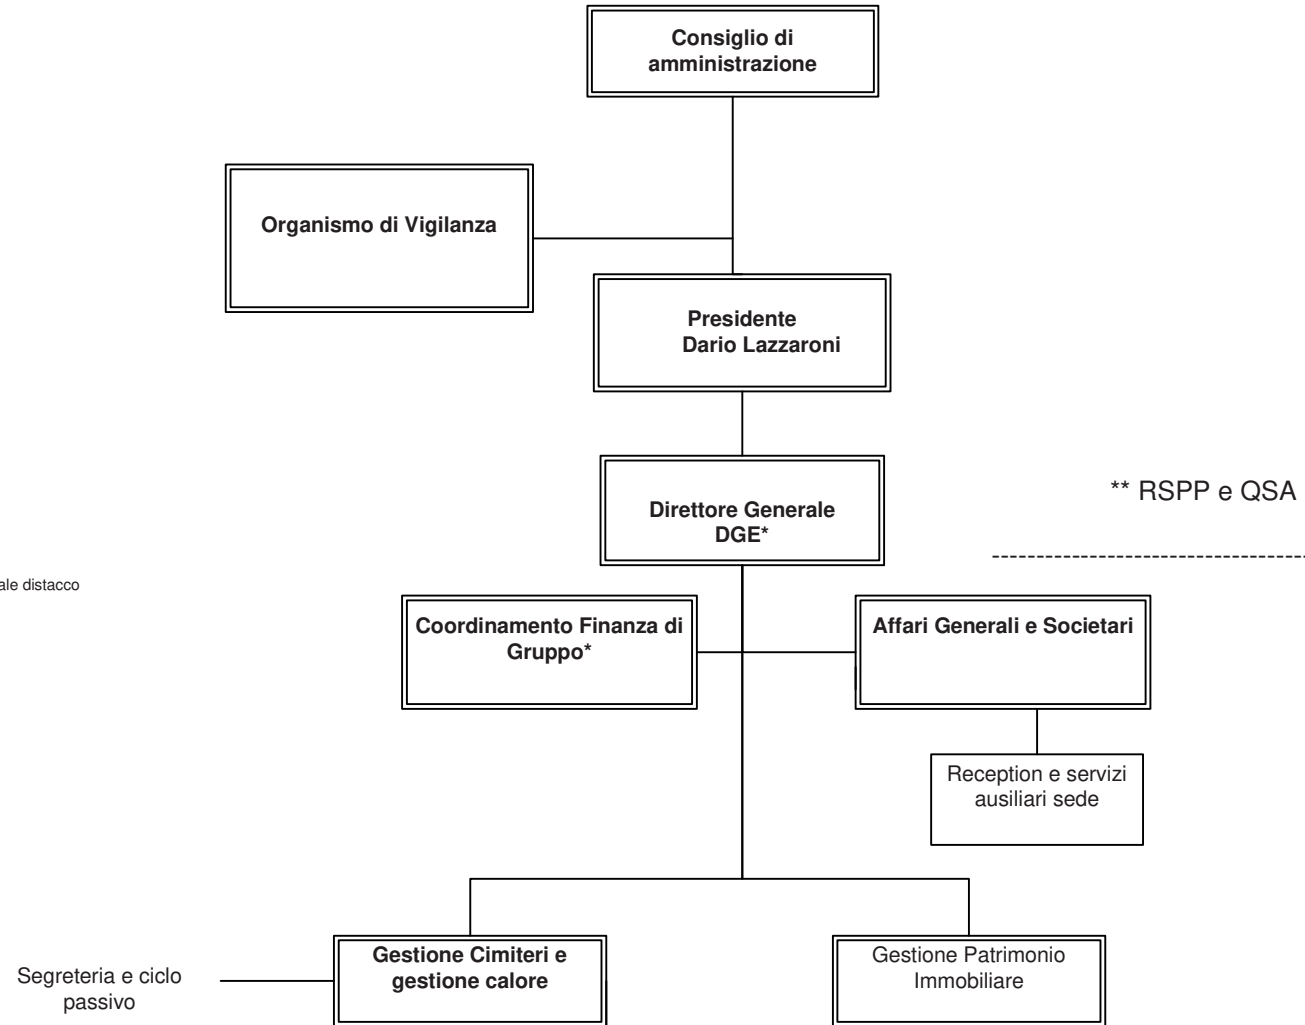 Consiglio di
amministrazione
Organismo di Vigilanza
Presidente
Dario Lazzaroni
Direttore Generale
DGE*
** RSPP e QSA
ale distacco
Coordinamento Finanza di
Gruppo*
Affari Generali e Societari
Reception e servizi
ausiliari sede
Gestione Cimiteri e
gestione calore
Gestione Patrimonio
Immobiliare
Segreteria e ciclo
passivo